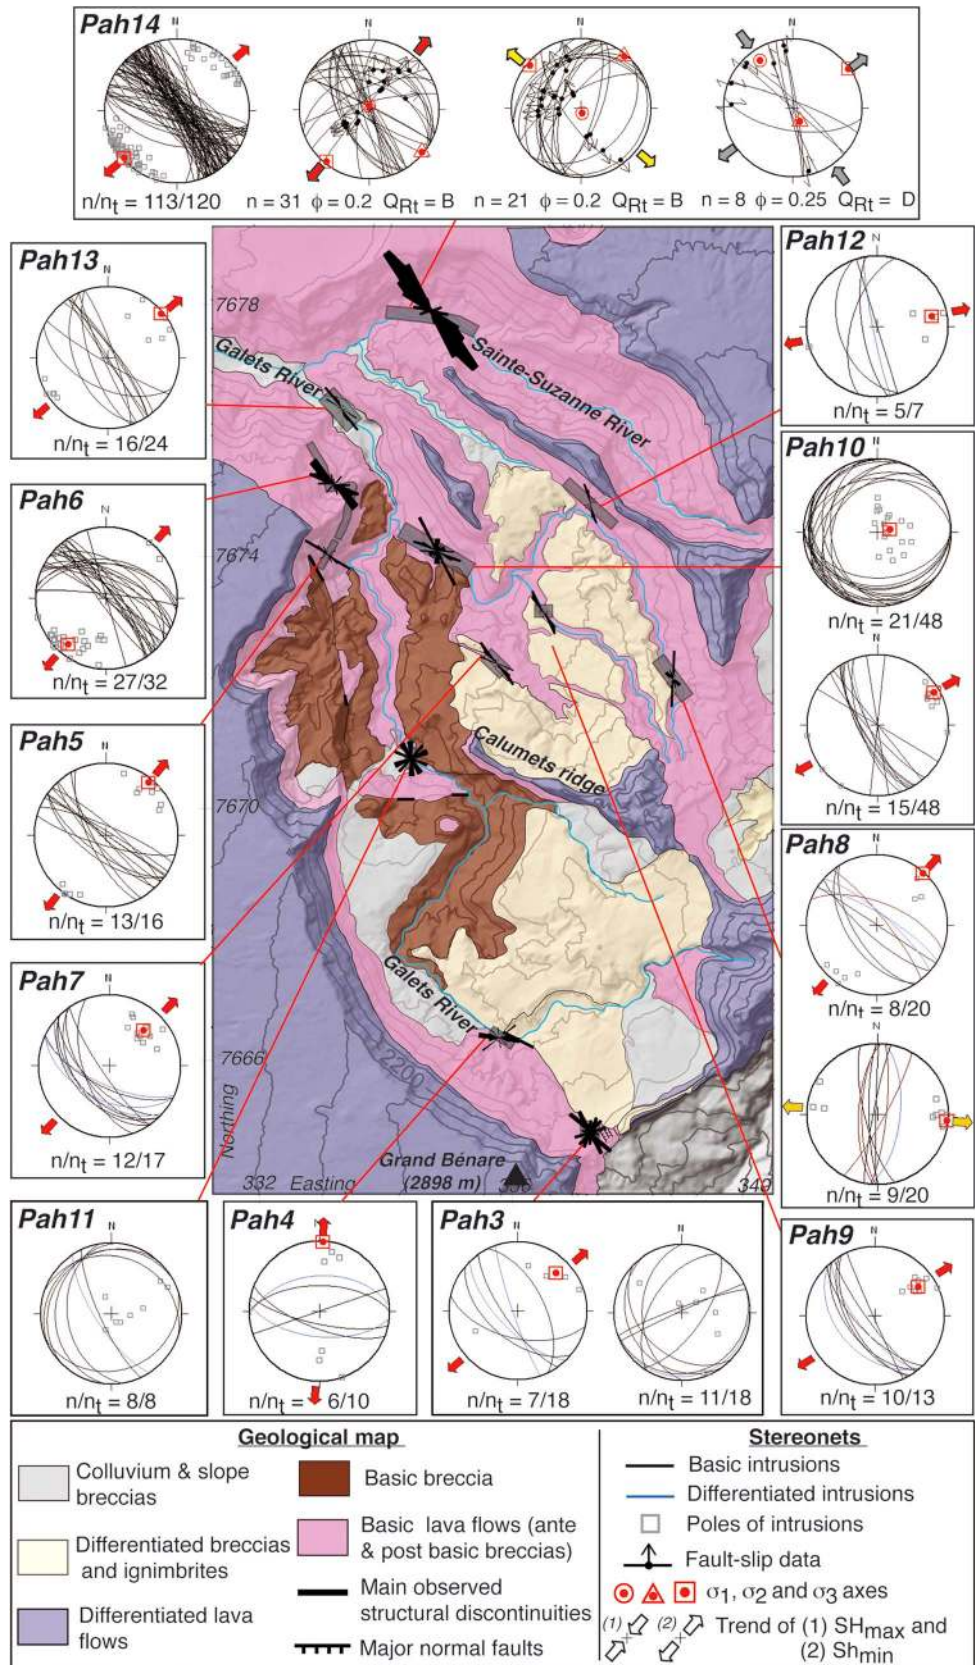 Pah14
N
N
N
N
n/nt = 113/120
n = 31 ϕ = 0.2 QRt = B
n = 21 ϕ = 0.2 QRt = B
n = 8 ϕ = 0.25 QRt = D
Pah13
N
n/nt = 16/24
Pah6
N
n/nt = 27/32
Pah5
N
n/nt = 13/16
Pah7
N
n/nt = 12/17
7678
7674
7670
7666
Galets River
Sainte-Suzanne River
Calumets ridge
Galets River
2200
Northing
332
Easting
Grand Bénare
(2898 m)
340
Pah12
N
n/nt = 5/7
Pah10
N
n/nt = 21/48
N
n/nt = 15/48
Pah8
N
n/nt = 8/20
N
n/nt = 9/20
Pah11
N
n/nt = 8/8
Pah4
n/nt = 6/10
Pah3
N
N
n/nt = 7/18
n/nt = 11/18
Pah9
N
n/nt = 10/13
Geological map
Colluvium & slope
breccias
Differentiated breccias
and ignimbrites
Differentiated lava
flows
Basic breccia
Basic lava flows (ante
& post basic breccias)
Main observed
structural discontinuities
Major normal faults
Stereonets
Basic intrusions
Differentiated intrusions
Poles of intrusions
Fault-slip data
σ1, σ2 and σ3 axes
(1) (2) Trend of (1) SHmax and
(2) Shmin